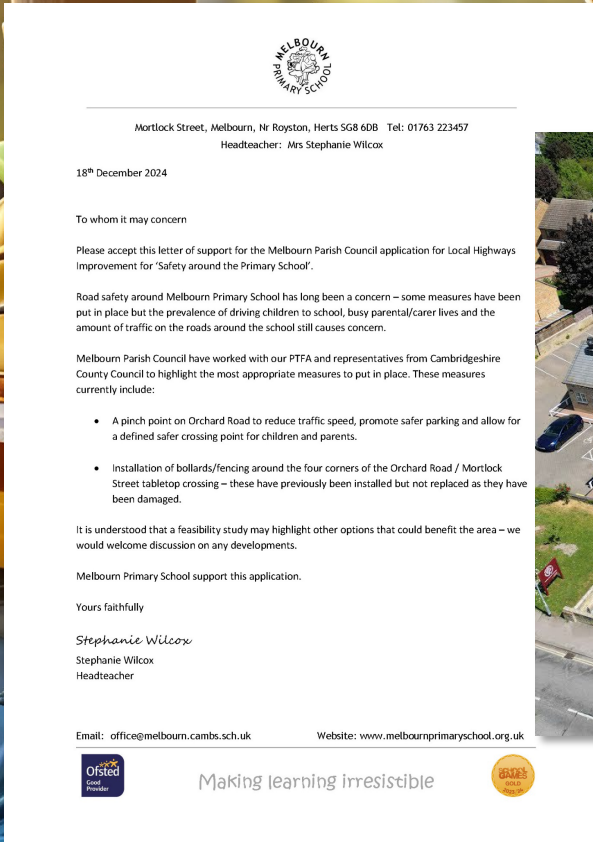 MELBOURN
PRIMARY SCHOOL
Mortlock Street, Melbourn, Nr Royston, Herts SG8 6DB Tel: 01763 223457
Headteacher: Mrs Stephanie Wilcox
18th December 2024
To whom it may concern
Please accept this letter of support for the Melbourn Parish Council application for Local Highways
Improvement for ‘Safety around the Primary School’.
Road safety around Melbourn Primary School has long been a concern – some measures have been
put in place but the prevalence of driving children to school, busy parental/carer lives and the
amount of traffic on the roads around the school still causes concern.
Melbourn Parish Council have worked with our PTFA and representatives from Cambridgeshire
County Council to highlight the most appropriate measures to put in place. These measures
currently include:
• A pinch point on Orchard Road to reduce traffic speed, promote safer parking and allow for
a defined safer crossing point for children and parents.
• Installation of bollards/fencing around the four corners of the Orchard Road / Mortlock
Street tabletop crossing – these have previously been installed but not replaced as they have
been damaged.
It is understood that a feasibility study may highlight other options that could benefit the area – we
would welcome discussion on any developments.
Melbourn Primary School support this application.
Yours faithfully
Stephanie Wilcox
Stephanie Wilcox
Headteacher
Email: office@melbourn.cambs.sch.uk Website: www.melbournprimaryschool.org.uk
Ofsted
Good
Provider
Making learning irresistible
SCHOOL
GAMES
GOLD